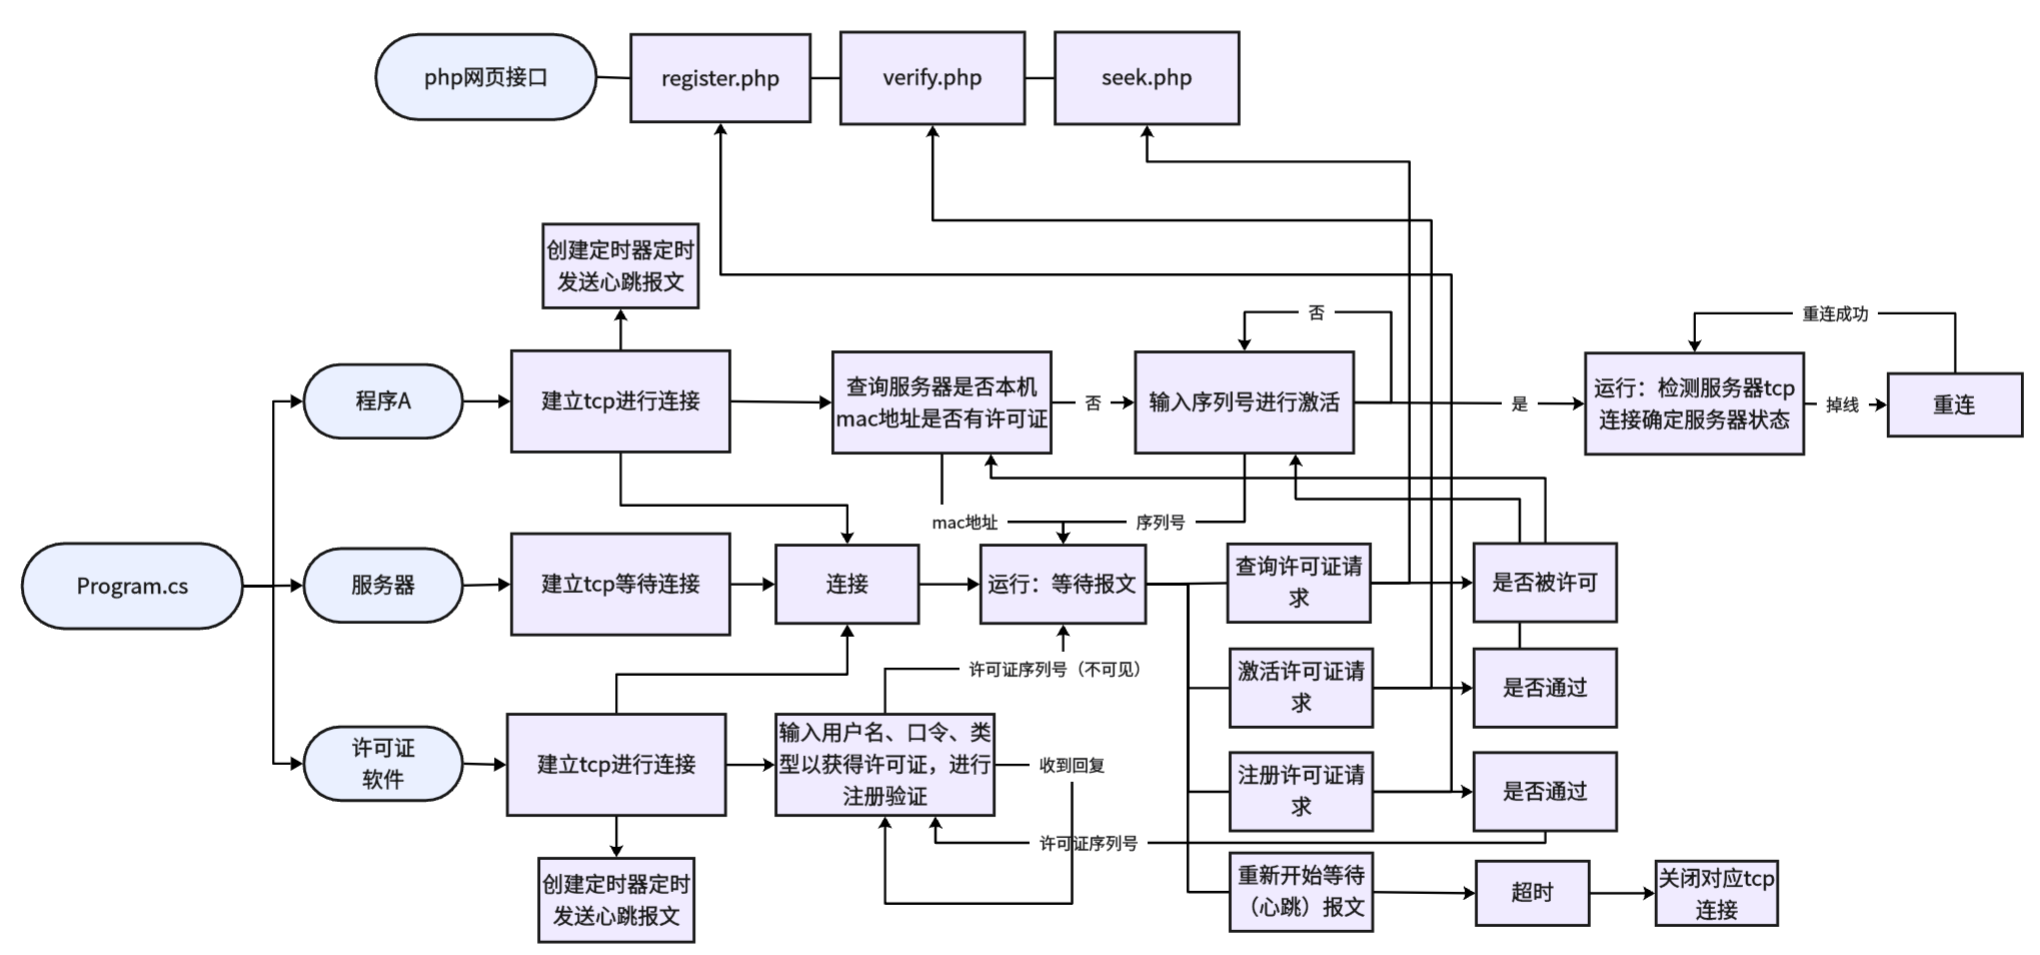 php网页接口
register.php
verify.php
seek.php
创建定时器定时
发送心跳报文
否
重连成功
程序A
建立tcp进行连接
查询服务器是否本机
mac地址是否有许可证
否
输入序列号进行激活
是
运行：检测服务器tcp
连接确定服务器状态
掉线
重连
mac地址
序列号
Program.cs
服务器
建立tcp等待连接
连接
运行：等待报文
查询许可证请
求
是否被许可
许可证序列号（不可见）
激活许可证请
求
是否通过
许可证
软件
建立tcp进行连接
输入用户名、口令、类
型以获得许可证，进行
注册验证
收到回复
注册许可证请
求
是否通过
许可证序列号
创建定时器定时
发送心跳报文
重新开始等待
（心跳）报文
超时
关闭对应tcp
连接